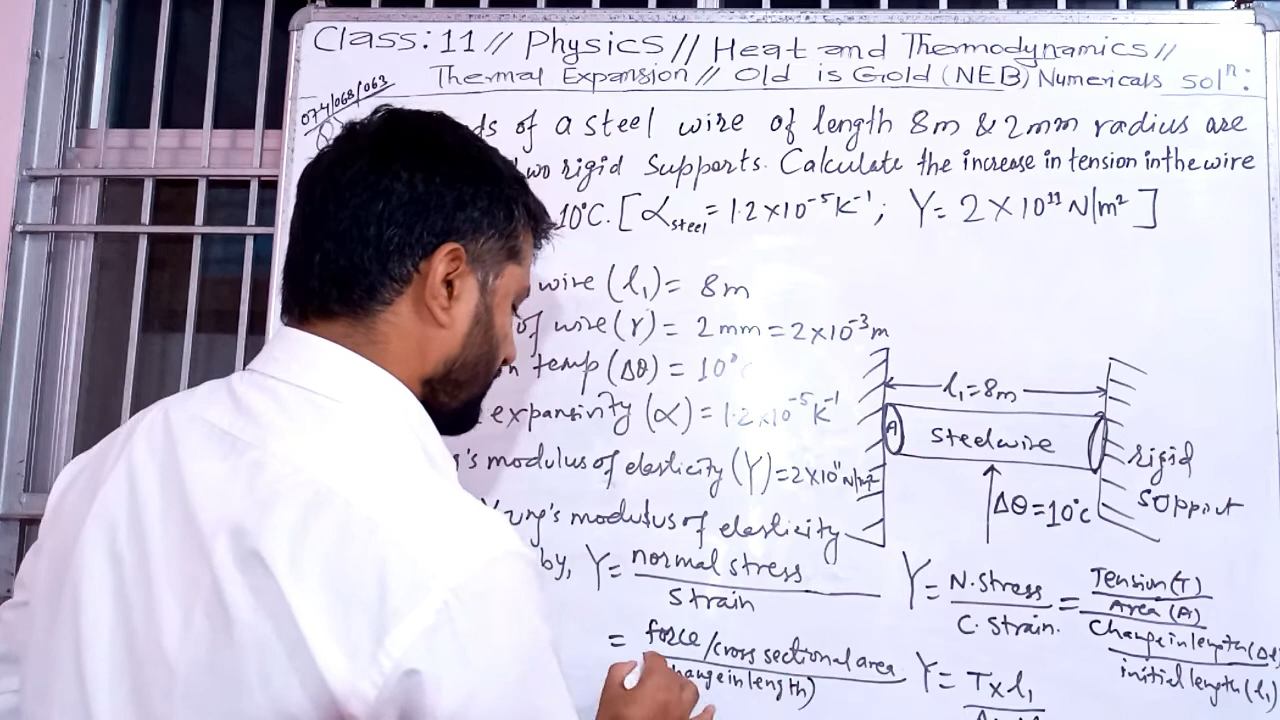 Class: 11 // Physics // Heat and Thermodynamics //
Thermal Expansion // Old is Gold (NEB) Numericals Solⁿ:
074/068/063
ds of a steel wire of length 8m & 2mm radius are
wo rigid supports. Calculate the increase in tension in the wire
10°C. [αsteel = 1.2×10⁻⁵K⁻¹; Y = 2×10¹¹ N/m²]
wire (l₁) = 8m
of wire (r) = 2mm = 2×10⁻³m
n temp (Δθ) = 10°C
expansivity (α) = 1.2×10⁻⁵K⁻¹
's modulus of elasticity (Y) = 2×10¹¹N/m²
Young's modulus of elasticity
by, Y = normal stress
Strain
= force/cross sectional area
change in length)
l₁=8m
A
Steel wire
rigid
soppirt
Δθ=10°C
Y = N. Stress = Tension (T)
Area (A)
C. Strain. Change in length (Δl)
initial length (l₁)
Y = T×l₁